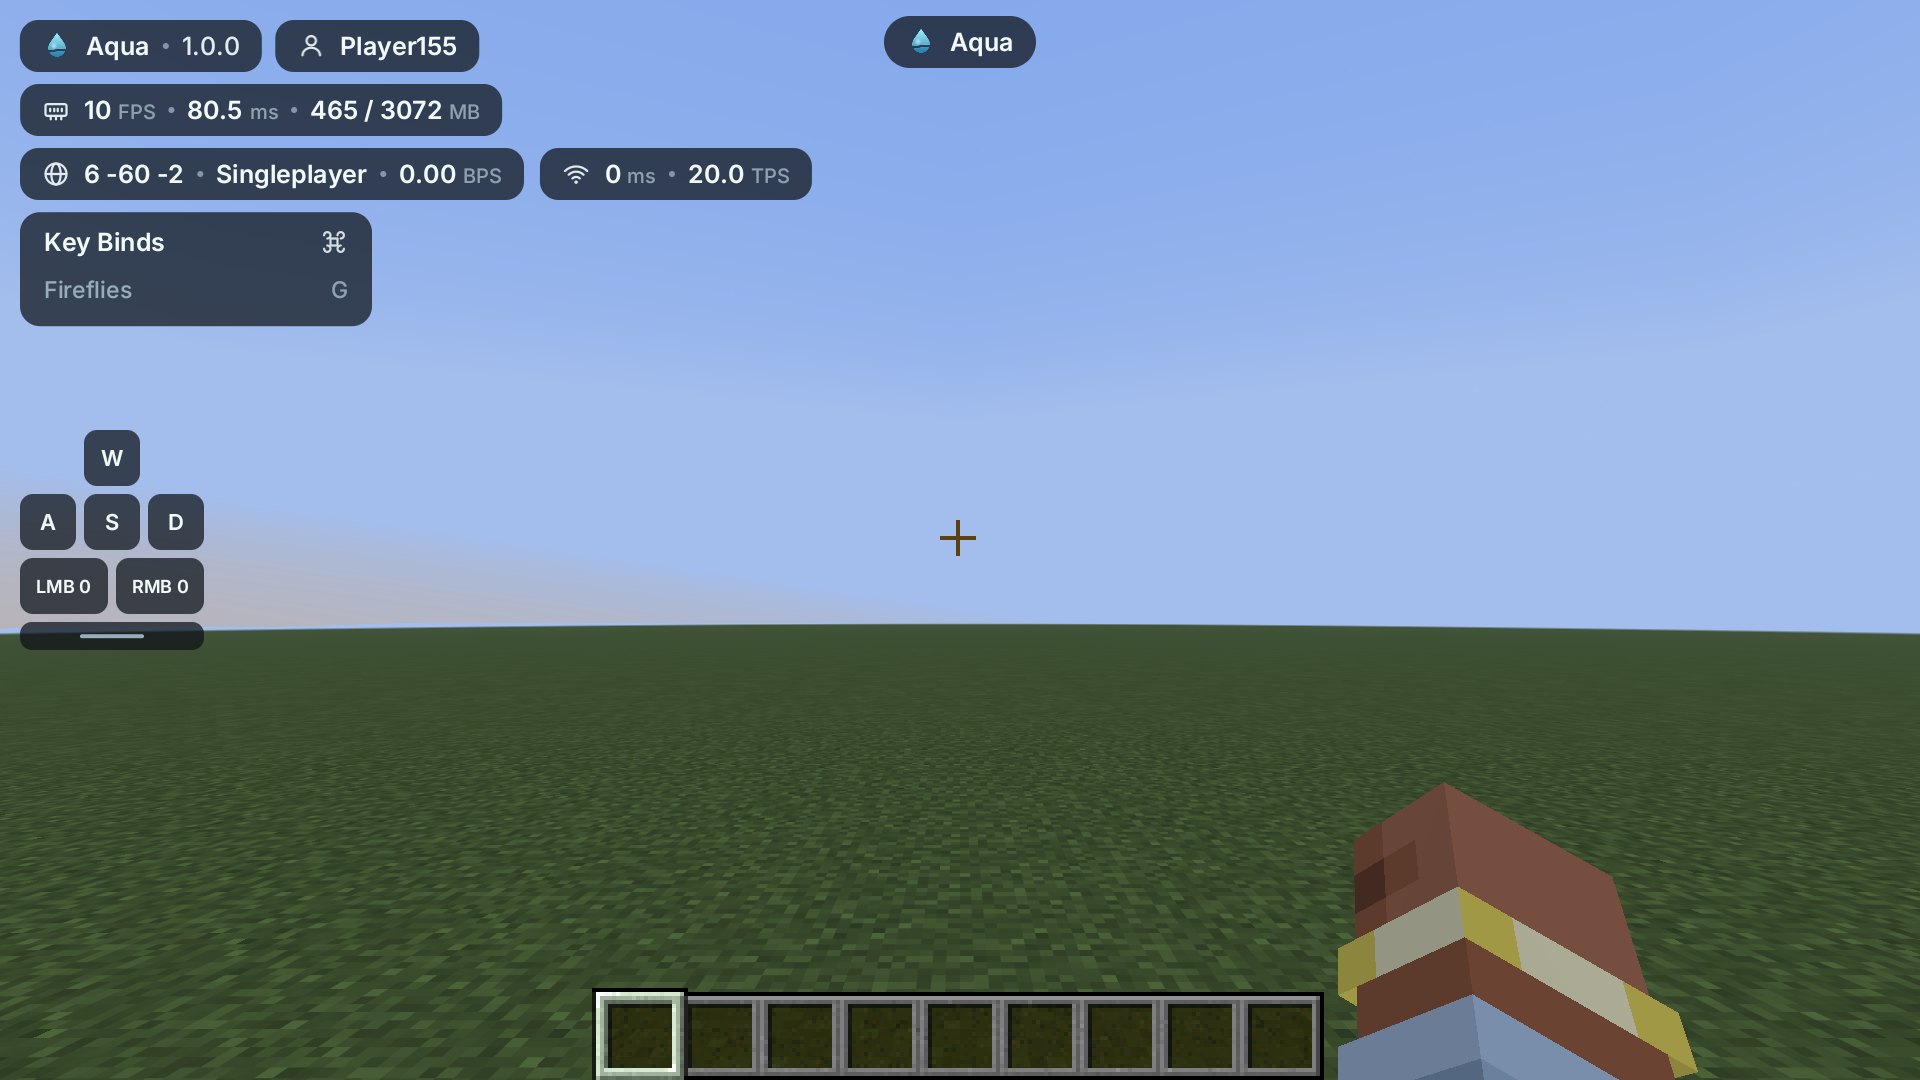 Aqua • 1.0.0 Player155
Aqua
10 FPS • 80.5 ms • 465 / 3072 MB
6 -60 -2 • Singleplayer • 0.00 BPS 0 ms • 20.0 TPS
Key Binds ⌘
Fireflies G
W
A S D
LMB 0 RMB 0